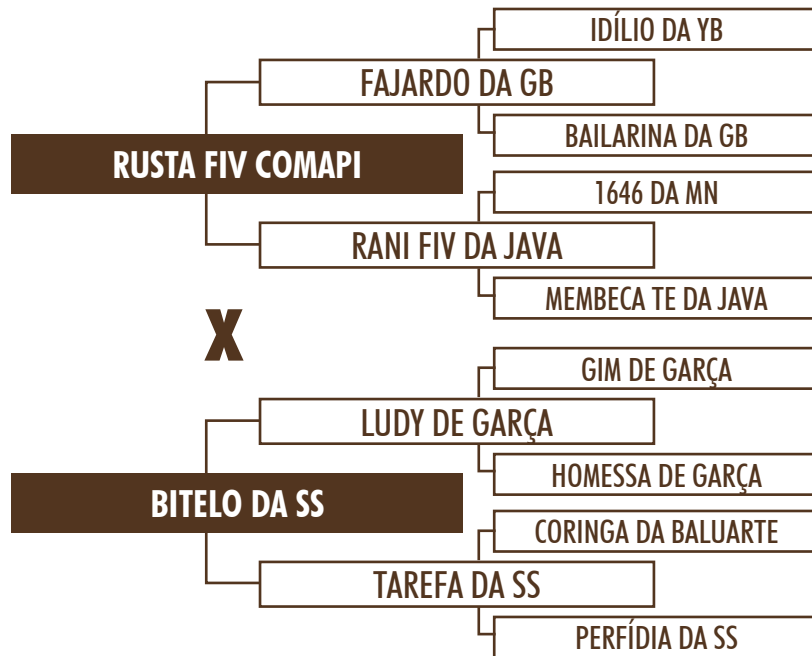 IDÍLIO DA YB
FAJARDO DA GB
BAILARINA DA GB
RUSTA FIV COMAPI
1646 DA MN
RANI FIV DA JAVA
MEMBECA TE DA JAVA
X
GIM DE GARÇA
LUDY DE GARÇA
HOMESSA DE GARÇA
BITELO DA SS
CORINGA DA BALUARTE
TAREFA DA SS
PERFÍDIA DA SS